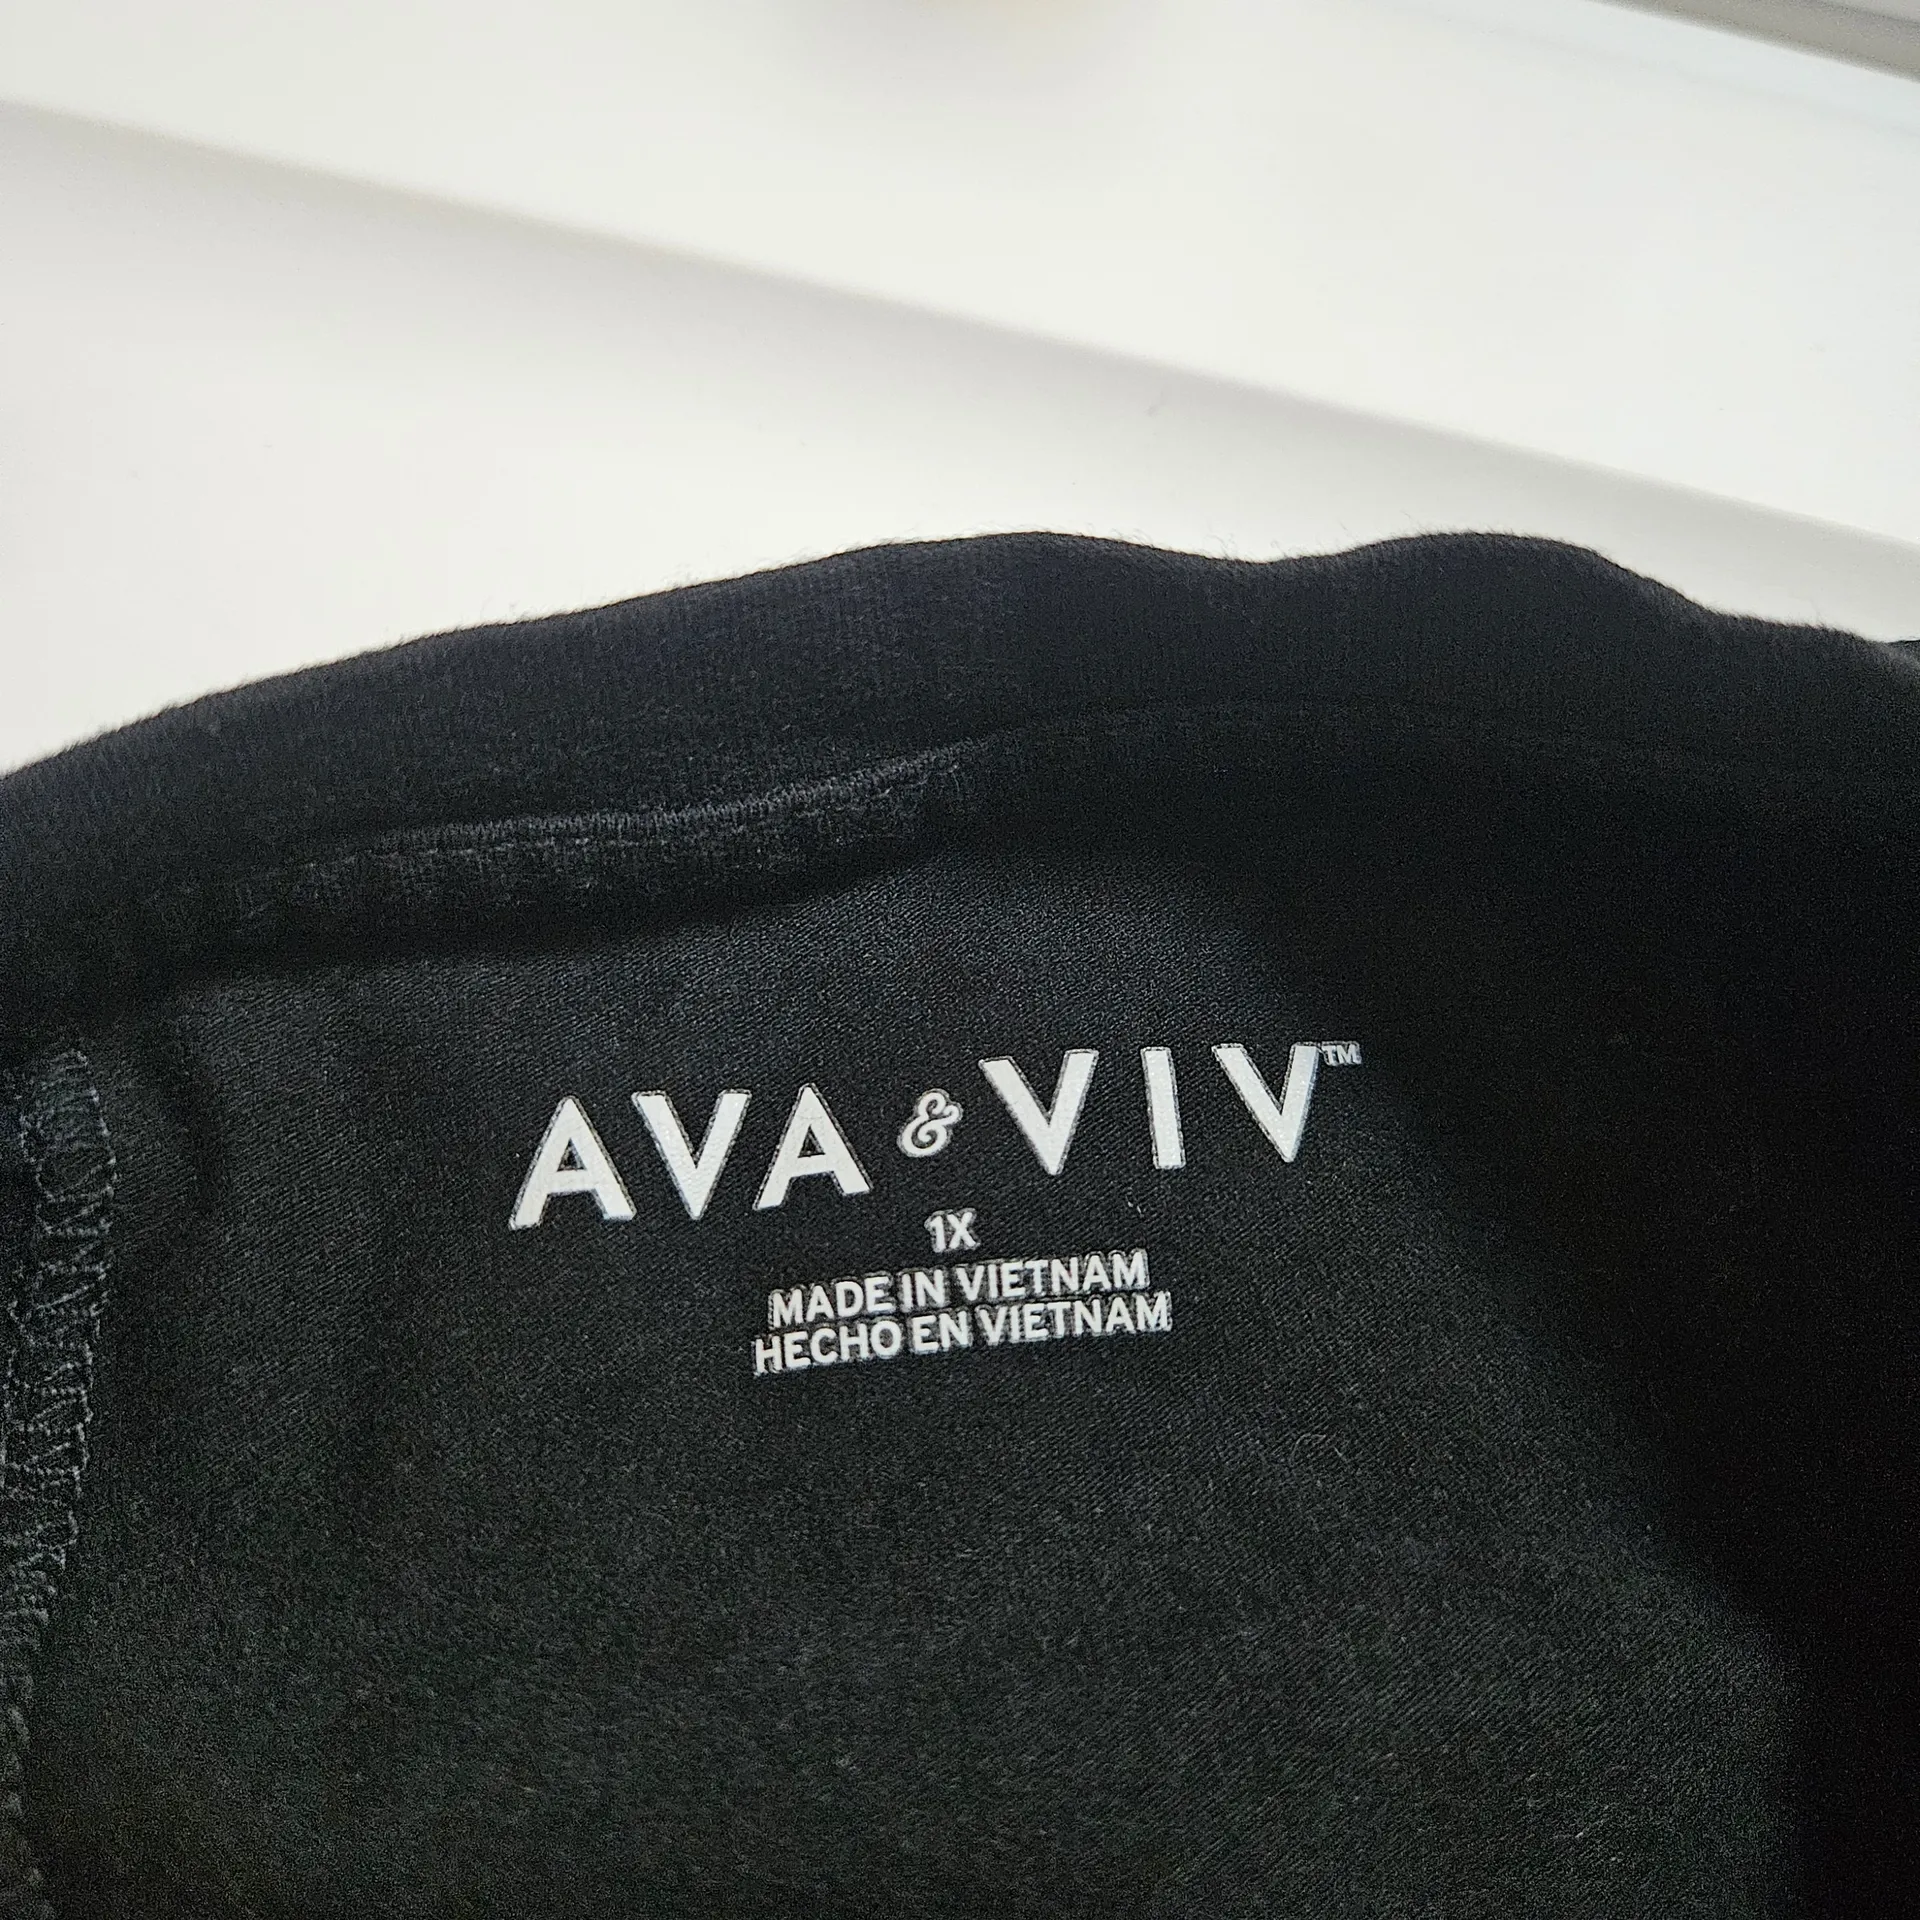 AVA & VIV™
1X
MADE IN VIETNAM
HECHO EN VIETNAM